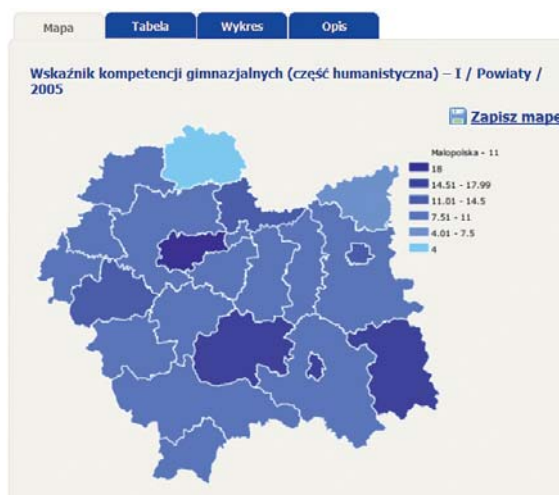 Mapa
Tabela
Wykres
Opis
Wskaźnik kompetencji gimnazjalnych (część humanistyczna) – I / Powiaty /
2005
Zapisz mapę
Małopolska - 11
18
14.51 - 17.99
11.01 - 14.5
7.51 - 11
4.01 - 7.5
4